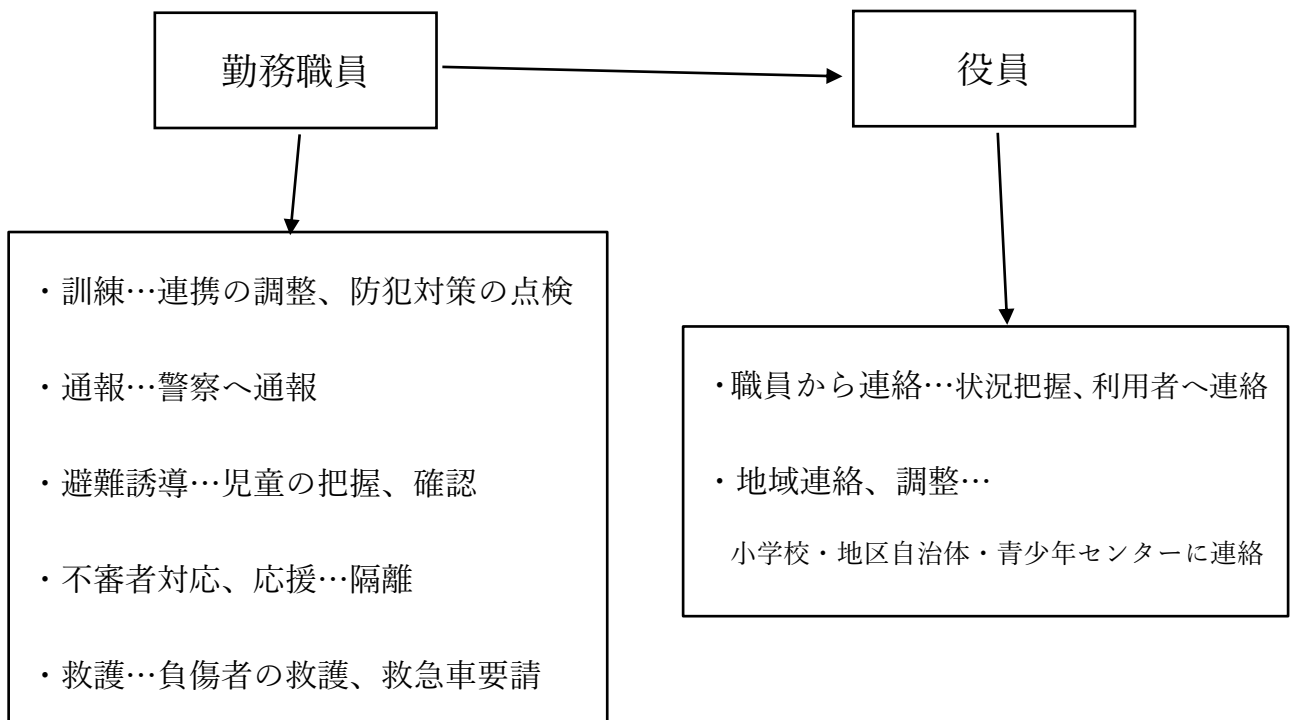 勤務職員
役員
・訓練…連携の調整、防犯対策の点検
・通報…警察へ通報
・避難誘導…児童の把握、確認
・不審者対応、応援…隔離
・救護…負傷者の救護、救急車要請
・職員から連絡…状況把握、利用者へ連絡
・地域連絡、調整…
小学校・地区自治体・青少年センターに連絡